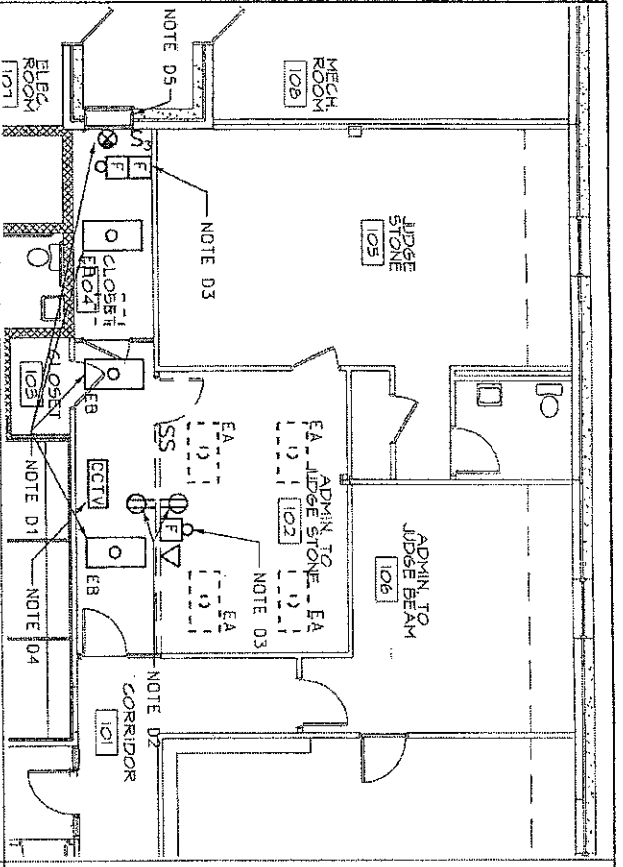 NOTE D5
MECH.
ROOM
108
ELEC.
ROOM
107
S3
F
F
NOTE D3
JUDGE
STONE
105
CLOSET
104
EB
CLOSET
103
EB
SS
EA
EA
ADMIN TO
JUDGE STONE
102
CCTV
F
NOTE D3
EA
EA
EB
NOTE D1
NOTE D4
NOTE D2
CORRIDOR
101
ADMIN TO
JUDGE BEAM
106